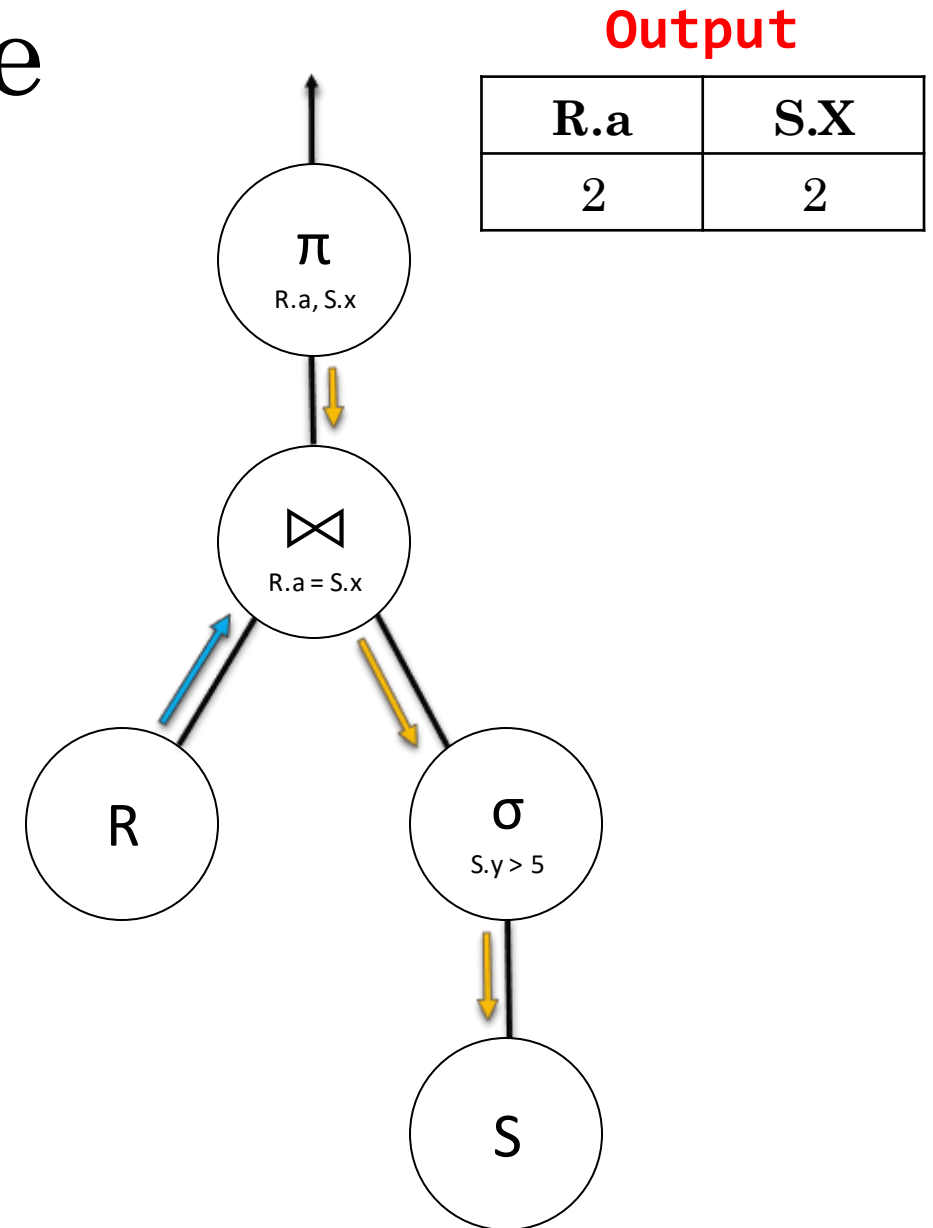 e
Output
R.a S.X
2 2
π
R.a, S.x
⋈
R.a = S.x
R
σ
S.y > 5
S